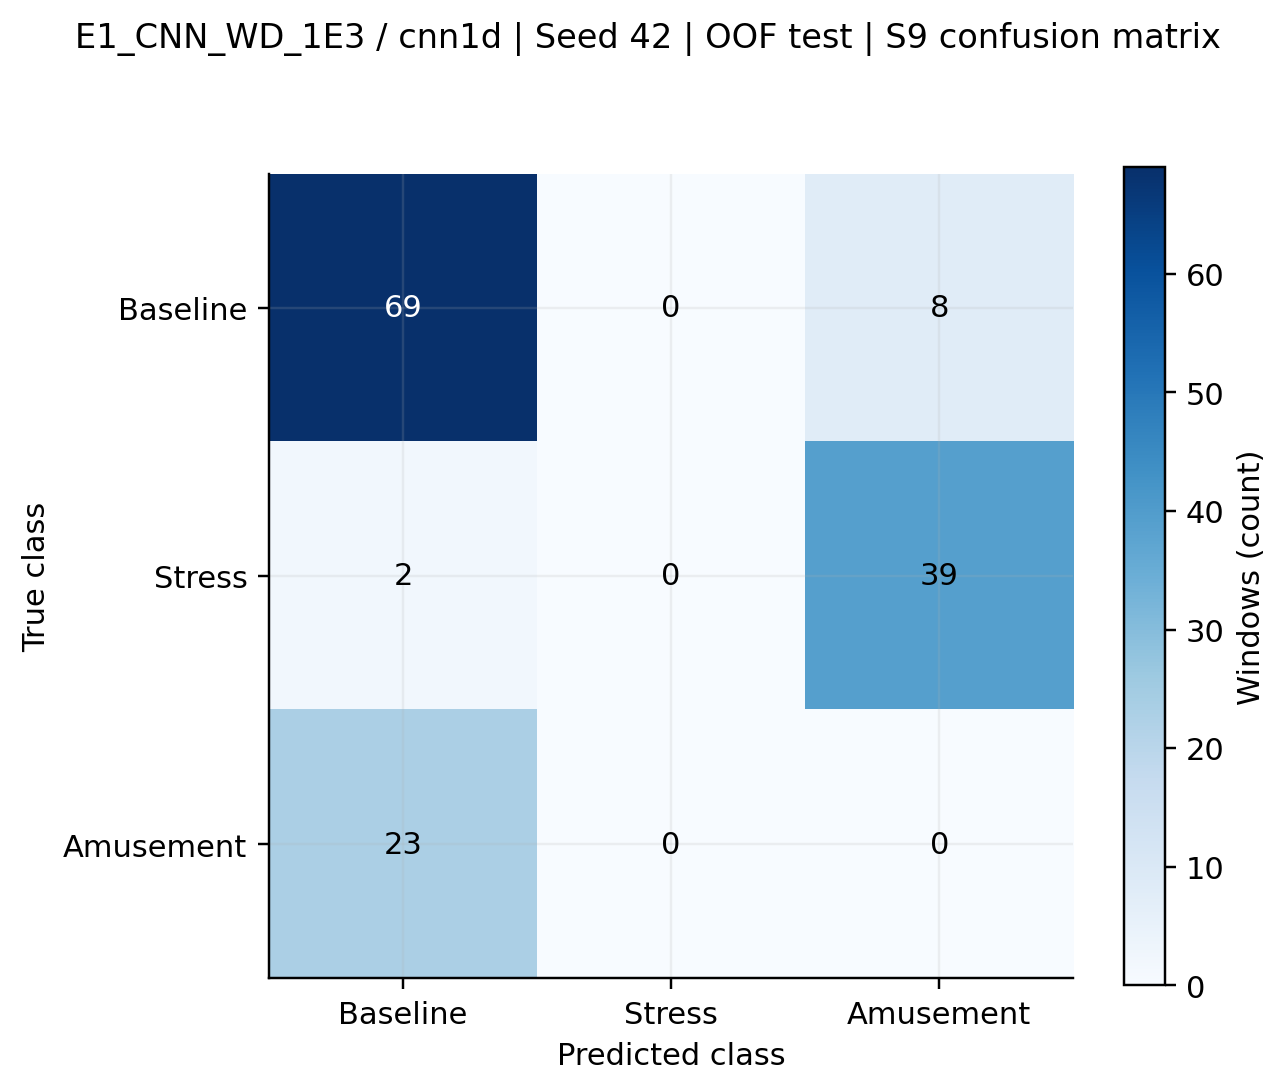 E1_CNN_WD_1E3 / cnn1d | Seed 42 | OOF test | S9 confusion matrix
Baseline
69
0
8
Stress
2
0
39
Amusement
23
0
0
Baseline
Stress
Amusement
Predicted class
True class
60
50
40
30
20
10
0
Windows (count)